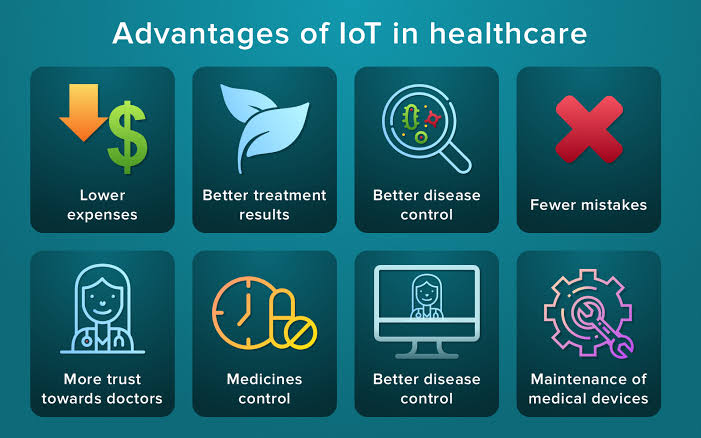 Advantages of IoT in healthcare
Lower
expenses
Better treatment
results
Better disease
control
Fewer mistakes
More trust
towards doctors
Medicines
control
Better disease
control
Maintenance of
medical devices